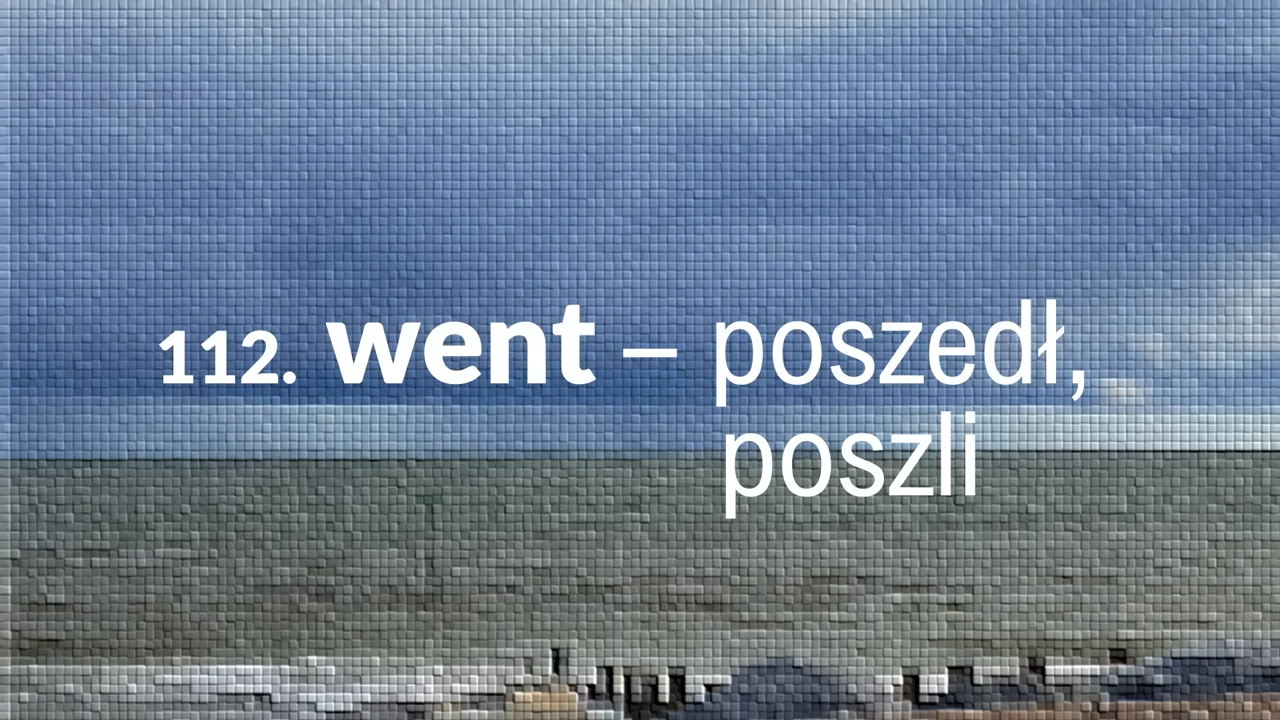 112. went – poszedł,
poszli